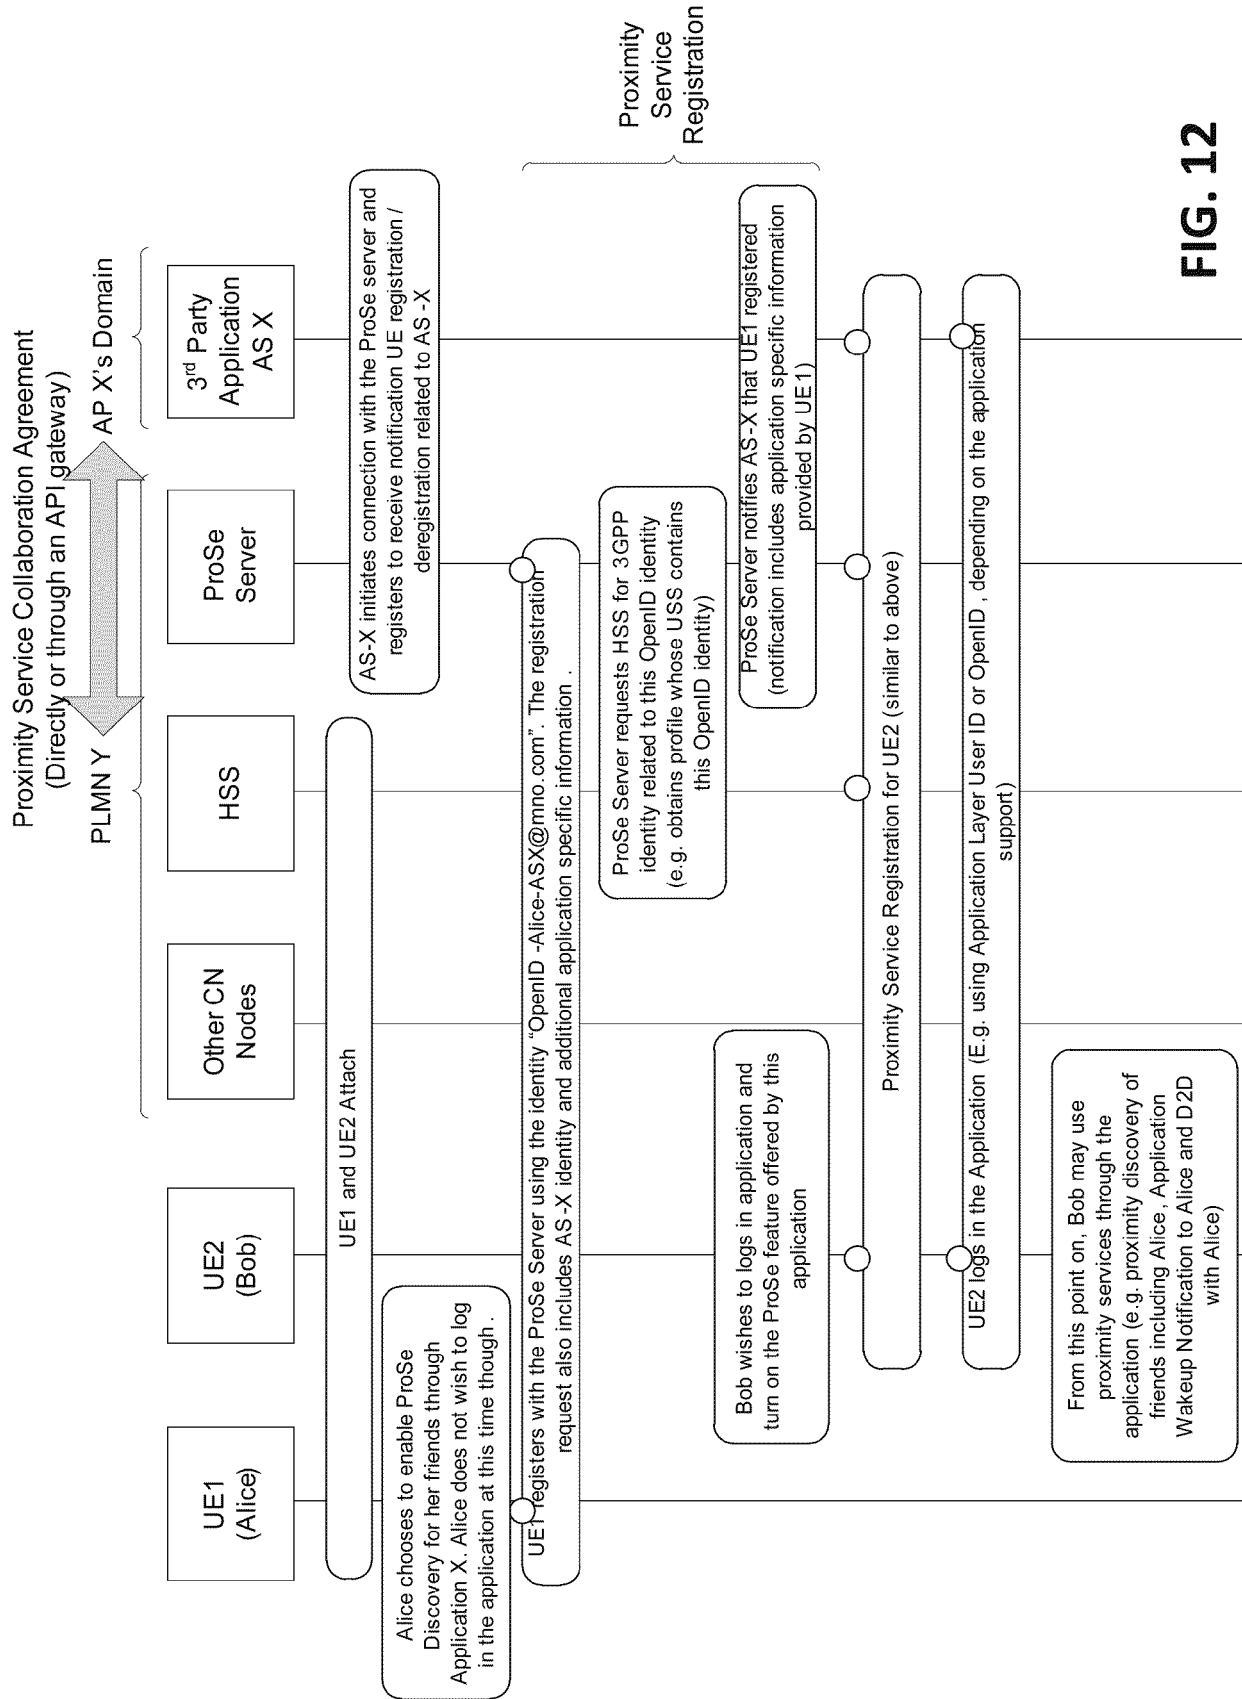 Proximity Service Collaboration Agreement
(Directly or through an API gateway)
PLMN Y
AP X's Domain
UE1
(Alice)
UE2
(Bob)
Other CN
Nodes
HSS
ProSe
Server
3rd Party
Application
AS X
UE1 and UE2 Attach
AS-X initiates connection with the ProSe server and
registers to receive notification UE registration /
deregistration related to AS -X
Alice chooses to enable ProSe
Discovery for her friends through
Application X. Alice does not wish to log
in the application at this time though .
UE1 registers with the ProSe Server using the identity “OpenID -Alice-ASX@mno.com”. The registration
request also includes AS-X identity and additional application specific information .
ProSe Server requests HSS for 3GPP
identity related to this OpenID identity
(e.g. obtains profile whose USS contains
this OpenID identity)
Proximity
Service
Registration
ProSe Server notifies AS-X that UE1 registered
(notification includes application specific information
provided by UE1)
Bob wishes to logs in application and
turn on the ProSe feature offered by this
application
Proximity Service Registration for UE2 (similar to above)
UE2 logs in the Application (E.g. using Application Layer User ID or OpenID , depending on the application
support)
From this point on, Bob may use
proximity services through the
application (e.g. proximity discovery of
friends including Alice, Application
Wakeup Notification to Alice and D2D
with Alice)
FIG. 12